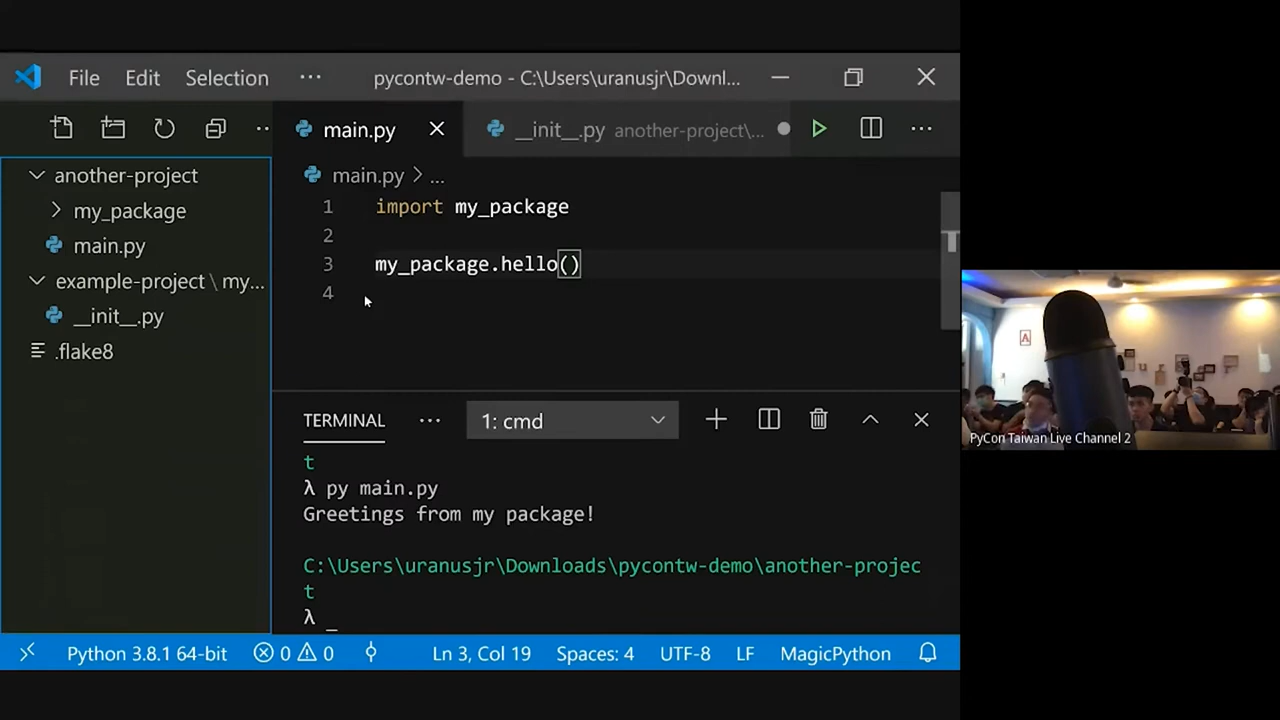 File Edit Selection ··· pycontw-demo - C:\Users\uranusjr\Downl...
main.py __init__.py another-project\...
another-project
my_package
main.py
example-project\my...
__init__.py
.flake8
main.py > ...
1 import my_package
2
3 my_package.hello()
4
TERMINAL ··· 1: cmd
t
λ py main.py
Greetings from my package!
C:\Users\uranusjr\Downloads\pycontw-demo\another-projec
t
λ _
Python 3.8.1 64-bit 0 0 Ln 3, Col 19 Spaces: 4 UTF-8 LF MagicPython
A
PyCon Taiwan Live Channel 2